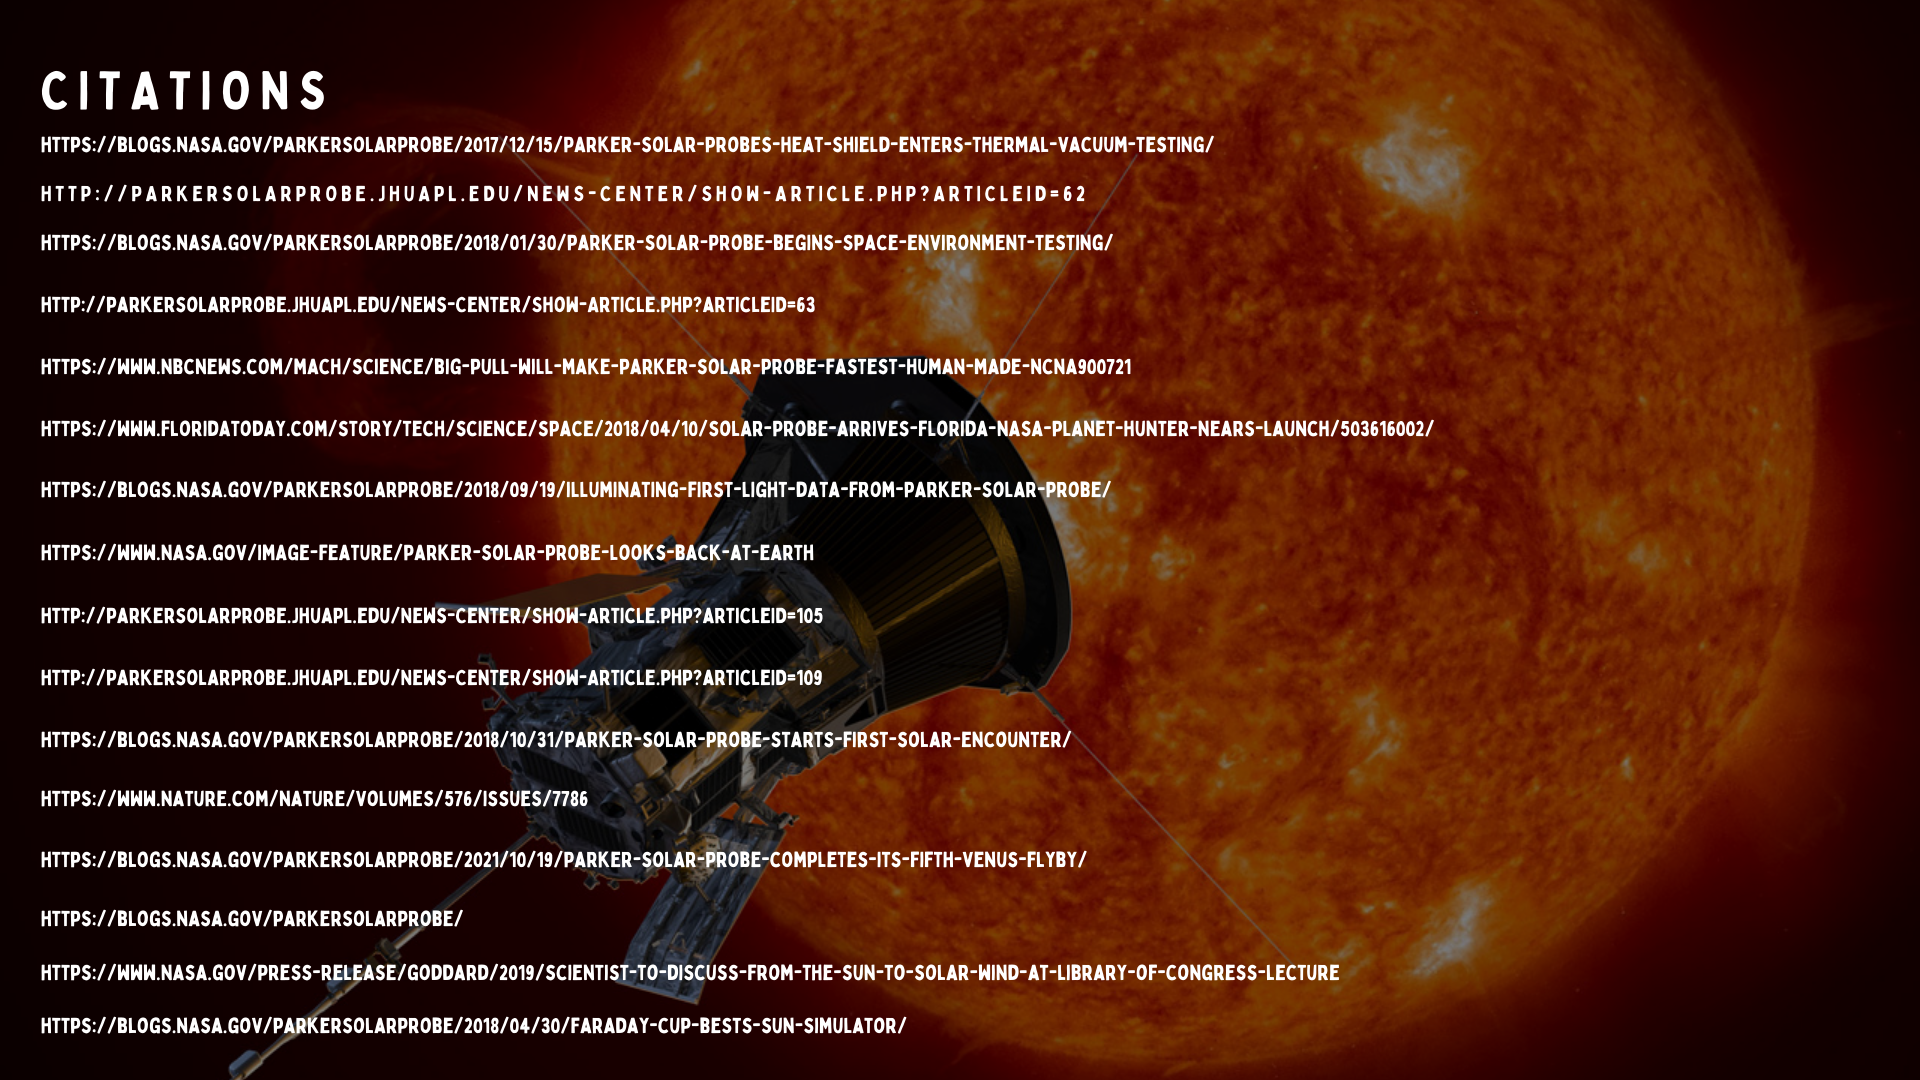 CITATIONS
HTTPS://BLOGS.NASA.GOV/PARKERSOLARPROBE/2017/12/15/PARKER-SOLAR-PROBES-HEAT-SHIELD-ENTERS-THERMAL-VACUUM-TESTING/
HTTP://PARKERSOLARPROBE.JHUAPL.EDU/NEWS-CENTER/SHOW-ARTICLE.PHP?ARTICLEID=62
HTTPS://BLOGS.NASA.GOV/PARKERSOLARPROBE/2018/01/30/PARKER-SOLAR-PROBE-BEGINS-SPACE-ENVIRONMENT-TESTING/
HTTP://PARKERSOLARPROBE.JHUAPL.EDU/NEWS-CENTER/SHOW-ARTICLE.PHP?ARTICLEID=63
HTTPS://WWW.NBCNEWS.COM/MACH/SCIENCE/BIG-PULL-WILL-MAKE-PARKER-SOLAR-PROBE-FASTEST-HUMAN-MADE-NCNA900721
HTTPS://WWW.FLORIDATODAY.COM/STORY/TECH/SCIENCE/SPACE/2018/04/10/SOLAR-PROBE-ARRIVES-FLORIDA-NASA-PLANET-HUNTER-NEARS-LAUNCH/503616002/
HTTPS://BLOGS.NASA.GOV/PARKERSOLARPROBE/2018/09/19/ILLUMINATING-FIRST-LIGHT-DATA-FROM-PARKER-SOLAR-PROBE/
HTTPS://WWW.NASA.GOV/IMAGE-FEATURE/PARKER-SOLAR-PROBE-LOOKS-BACK-AT-EARTH
HTTP://PARKERSOLARPROBE.JHUAPL.EDU/NEWS-CENTER/SHOW-ARTICLE.PHP?ARTICLEID=105
HTTP://PARKERSOLARPROBE.JHUAPL.EDU/NEWS-CENTER/SHOW-ARTICLE.PHP?ARTICLEID=109
HTTPS://BLOGS.NASA.GOV/PARKERSOLARPROBE/2018/10/31/PARKER-SOLAR-PROBE-STARTS-FIRST-SOLAR-ENCOUNTER/
HTTPS://WWW.NATURE.COM/NATURE/VOLUMES/576/ISSUES/7786
HTTPS://BLOGS.NASA.GOV/PARKERSOLARPROBE/2021/10/19/PARKER-SOLAR-PROBE-COMPLETES-ITS-FIFTH-VENUS-FLYBY/
HTTPS://BLOGS.NASA.GOV/PARKERSOLARPROBE/
HTTPS://WWW.NASA.GOV/PRESS-RELEASE/GODDARD/2019/SCIENTIST-TO-DISCUSS-FROM-THE-SUN-TO-SOLAR-WIND-AT-LIBRARY-OF-CONGRESS-LECTURE
HTTPS://BLOGS.NASA.GOV/PARKERSOLARPROBE/2018/04/30/FARADAY-CUP-BESTS-SUN-SIMULATOR/